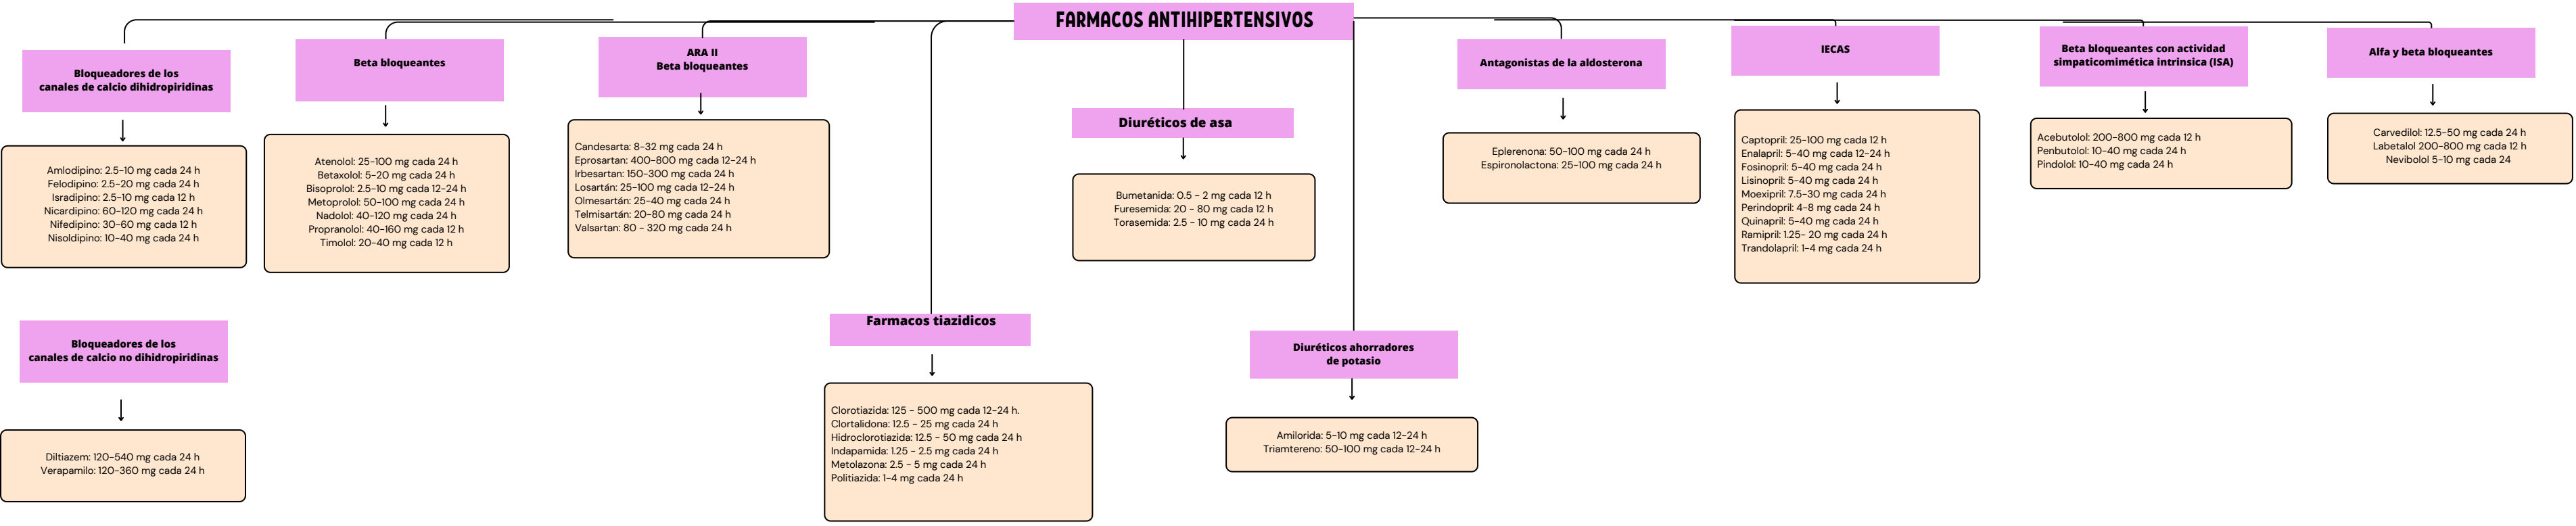 FARMACOS ANTIHIPERTENSIVOS
Bloqueadores de los
canales de calcio dihidropiridinas
Amlodipino: 2.5-10 mg cada 24 h
Felodipino: 2.5-20 mg cada 24 h
Isradipino: 2.5-10 mg cada 12 h
Nicardipino: 60-120 mg cada 24 h
Nifedipino: 30-60 mg cada 12 h
Nisoldipino: 10-40 mg cada 24 h
Bloqueadores de los
canales de calcio no dihidropiridinas
Diltiazem: 120-540 mg cada 24 h
Verapamilo: 120-360 mg cada 24 h
Beta bloqueantes
Atenolol: 25-100 mg cada 24 h
Betaxolol: 5-20 mg cada 24 h
Bisoprolol: 2.5-10 mg cada 12-24 h
Metoprolol: 50-100 mg cada 24 h
Nadolol: 40-120 mg cada 24 h
Propranolol: 40-160 mg cada 12 h
Timolol: 20-40 mg cada 12 h
ARA II
Beta bloqueantes
Candesarta: 8-32 mg cada 24 h
Eprosartan: 400-800 mg cada 12-24 h
Irbesartan: 150-300 mg cada 24 h
Losartán: 25-100 mg cada 12-24 h
Olmesartán: 25-40 mg cada 24 h
Telmisartán: 20-80 mg cada 24 h
Valsartan: 80 - 320 mg cada 24 h
Farmacos tiazidicos
Clorotiazida: 125 - 500 mg cada 12-24 h.
Clortalidona: 12.5 - 25 mg cada 24 h
Hidroclorotiazida: 12.5 - 50 mg cada 24 h
Indapamida: 1.25 - 2.5 mg cada 24 h
Metolazona: 2.5 - 5 mg cada 24 h
Politiazida: 1-4 mg cada 24 h
Diuréticos de asa
Bumetanida: 0.5 - 2 mg cada 12 h
Furesemida: 20 - 80 mg cada 12 h
Torasemida: 2.5 - 10 mg cada 24 h
Diuréticos ahorradores
de potasio
Amilorida: 5-10 mg cada 12-24 h
Triamtereno: 50-100 mg cada 12-24 h
Antagonistas de la aldosterona
Eplerenona: 50-100 mg cada 24 h
Espironolactona: 25-100 mg cada 24 h
IECAS
Captopril: 25-100 mg cada 12 h
Enalapril: 5-40 mg cada 12-24 h
Fosinopril: 5-40 mg cada 24 h
Lisinopril: 5-40 mg cada 24 h
Moexipril: 7.5-30 mg cada 24 h
Perindopril: 4-8 mg cada 24 h
Quinapril: 5-40 mg cada 24 h
Ramipril: 1.25- 20 mg cada 24 h
Trandolapril: 1-4 mg cada 24 h
Beta bloqueantes con actividad
simpaticomimética intrinsica (ISA)
Acebutolol: 200-800 mg cada 12 h
Penbutolol: 10-40 mg cada 24 h
Pindolol: 10-40 mg cada 24 h
Alfa y beta bloqueantes
Carvedilol: 12.5-50 mg cada 24 h
Labetalol 200-800 mg cada 12 h
Nevibolol 5-10 mg cada 24